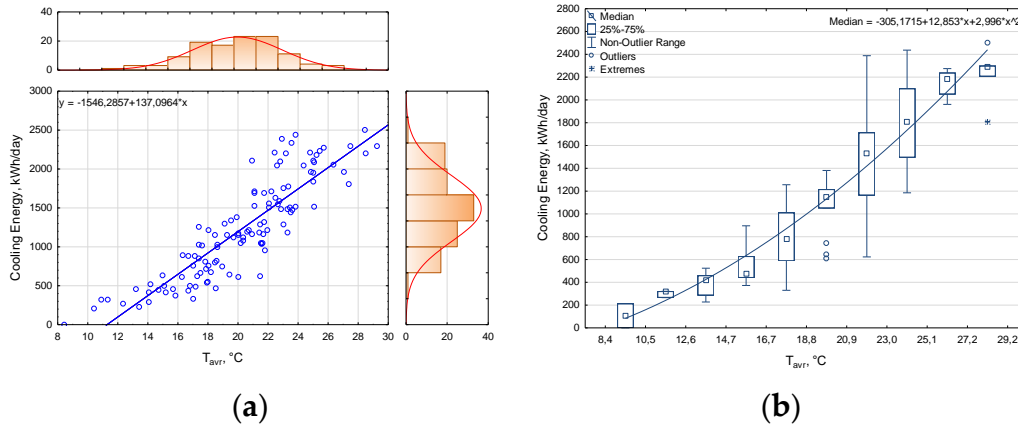 40
20
0
y = -1546,2857+137,0964*x
3000
2500
2000
1500
1000
500
0
Cooling Energy, kWh/day
8 10 12 14 16 18 20 22 24 26 28 30
T_avr, °C
0 20 40
(a)
Median
25%-75%
Non-Outlier Range
Outliers
Extremes
Median = -305,1715+12,853*x+2,996*x^2
2800
2600
2400
2200
2000
1800
1600
1400
1200
1000
800
600
400
200
0
Cooling Energy, kWh/day
8,4 10,5 12,6 14,7 16,7 18,8 20,9 23,0 25,1 27,2 29,2
T_avr, °C
(b)